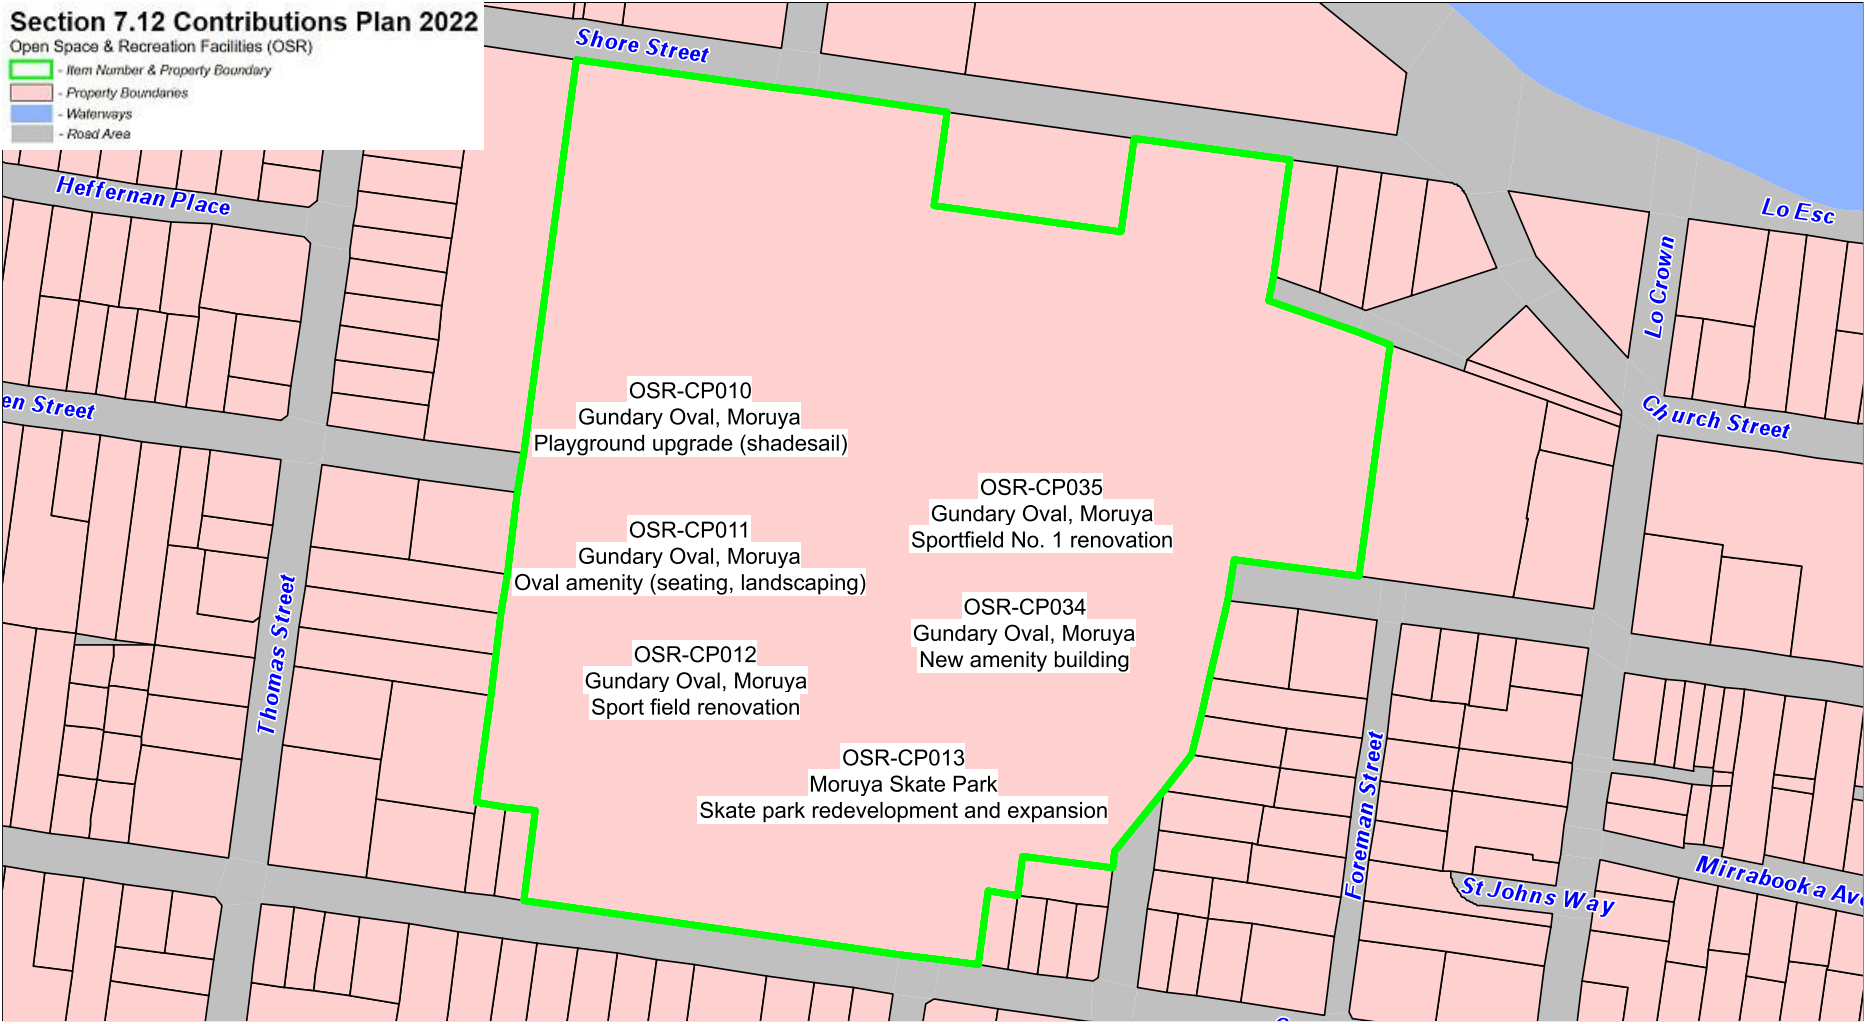 Section 7.12 Contributions Plan 2022
Open Space & Recreation Facilities (OSR)
- Item Number & Property Boundary
- Property Boundaries
- Waterways
- Road Area
Shore Street
Heffernan Place
Lo Esc
Lo Crown
en Street
Church Street
OSR-CP010
Gundary Oval, Moruya
Playground upgrade (shadesail)
OSR-CP035
Gundary Oval, Moruya
Sportfield No. 1 renovation
OSR-CP011
Gundary Oval, Moruya
Oval amenity (seating, landscaping)
OSR-CP034
Gundary Oval, Moruya
New amenity building
Thomas Street
OSR-CP012
Gundary Oval, Moruya
Sport field renovation
OSR-CP013
Moruya Skate Park
Skate park redevelopment and expansion
Foreman Street
St Johns Way
Mirrabooka Ave